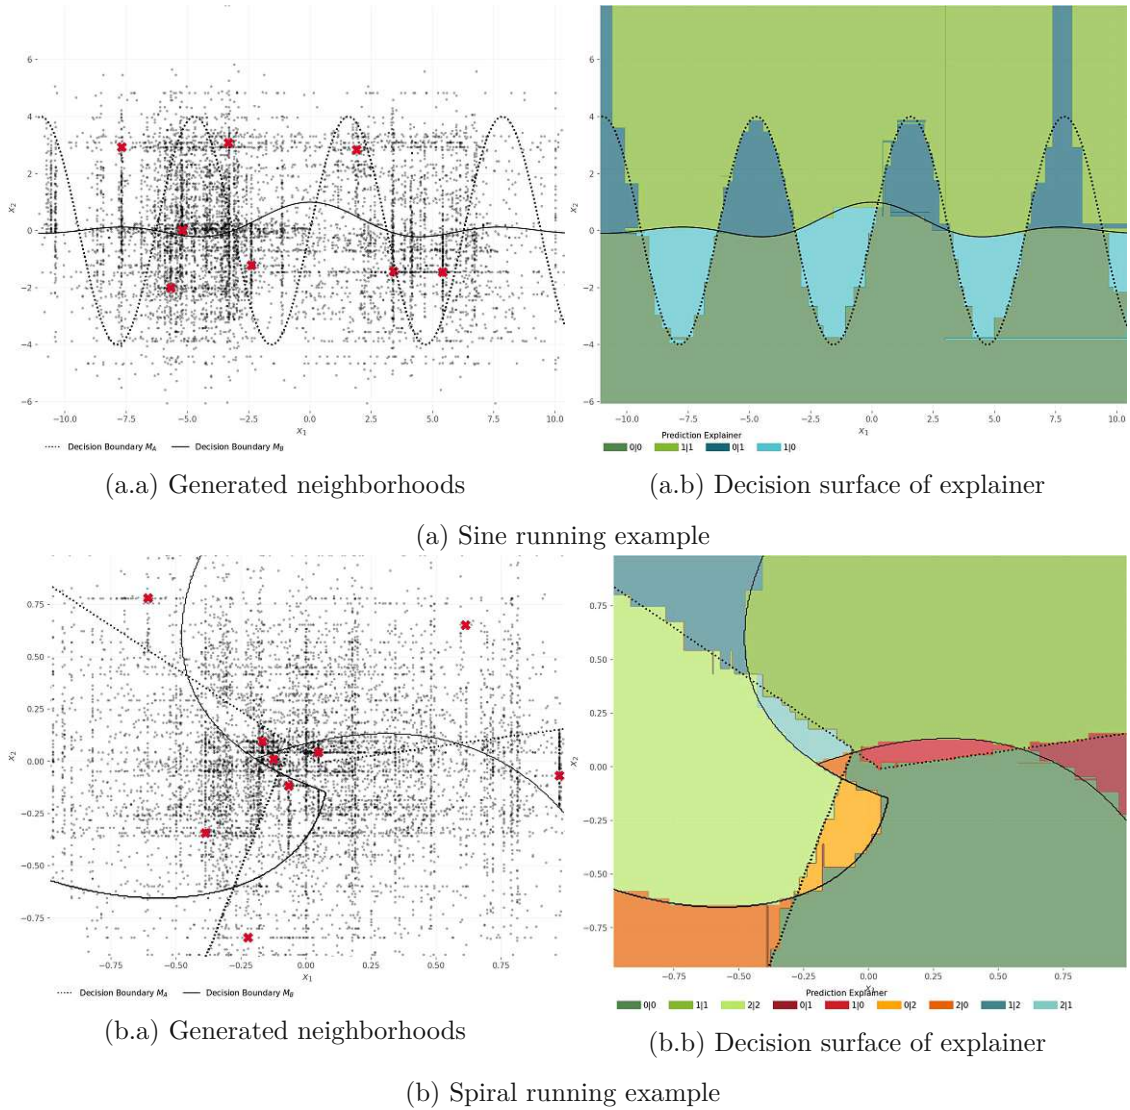 6
4
2
0
−2
−4
−6
x2
−10.0 −7.5 −5.0 −2.5 0.0 2.5 5.0 7.5 10.0
x1
Decision Boundary MA Decision Boundary MB
6
4
2
0
−2
−4
−6
x2
−10.0 −7.5 −5.0 −2.5 0.0 2.5 5.0 7.5 10.0
Prediction Explainer
x1
0|0 1|1 0|1 1|0
(a.a) Generated neighborhoods
(a.b) Decision surface of explainer
(a) Sine running example
0.75
0.50
0.25
0.00
−0.25
−0.50
−0.75
x2
−0.75 −0.50 −0.25 0.00 0.25 0.50 0.75
x1
Decision Boundary MA Decision Boundary MB
0.75
0.50
0.25
0.00
−0.25
−0.50
−0.75
x2
−0.75 −0.50 −0.25 0.00 0.25 0.50 0.75
x1
Prediction Explainer
0|0 1|1 2|2 0|1 1|0 0|2 2|0 1|2 2|1
(b.a) Generated neighborhoods
(b.b) Decision surface of explainer
(b) Spiral running example